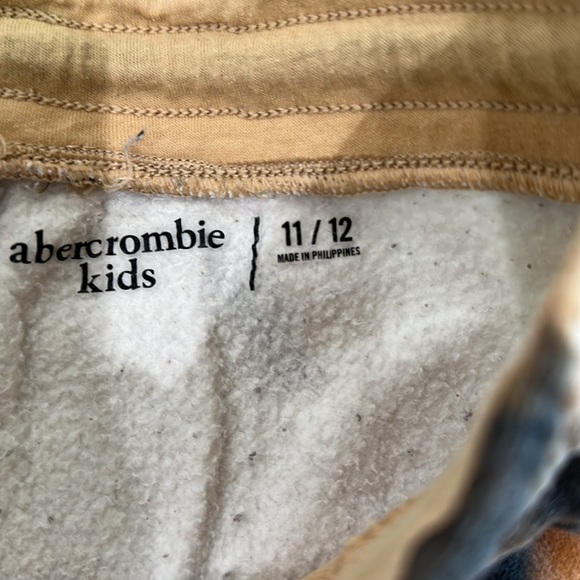 abercrombie
kids
11 / 12
MADE IN PHILIPPINES